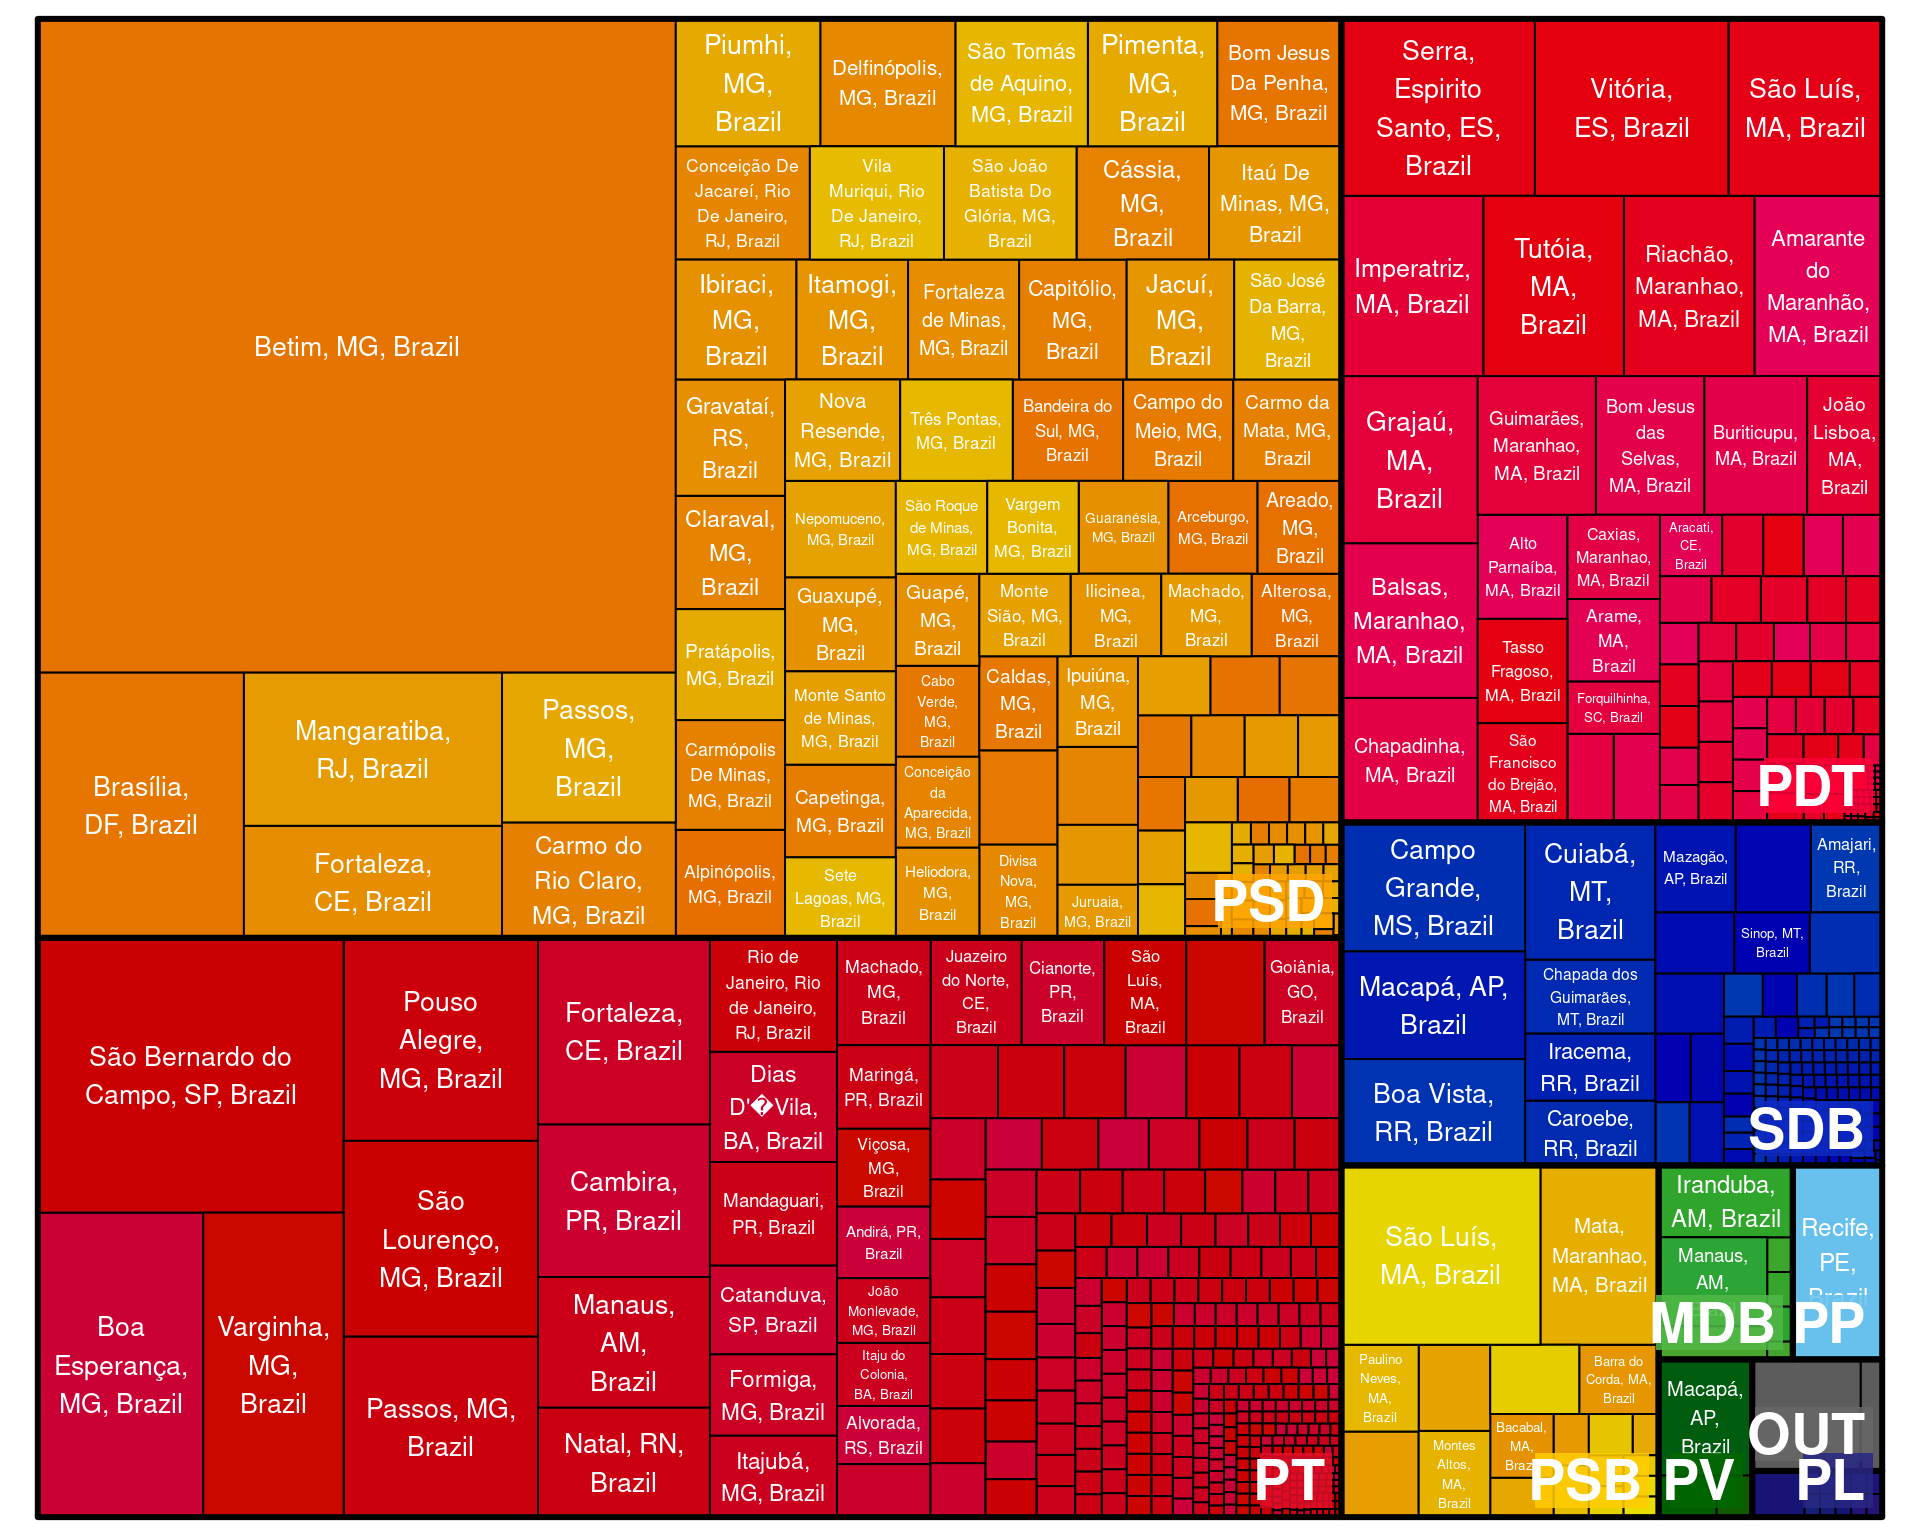 Betim, MG, Brazil
Brasília,
DF, Brazil
Mangaratiba,
RJ, Brazil
Fortaleza,
CE, Brazil
Passos,
MG,
Brazil
Carmo do
Rio Claro,
MG, Brazil
Piumhi,
MG,
Brazil
Delfinópolis,
MG, Brazil
São Tomás
de Aquino,
MG, Brazil
Pimenta,
MG,
Brazil
Bom Jesus
Da Penha,
MG, Brazil
Conceição De
Jacareí, Rio
De Janeiro,
RJ, Brazil
Vila
Muriqui, Rio
De Janeiro,
RJ, Brazil
São João
Batista Do
Glória, MG,
Brazil
Cássia,
MG,
Brazil
Itaú De
Minas, MG,
Brazil
Ibiraci,
MG,
Brazil
Itamogi,
MG,
Brazil
Fortaleza
de Minas,
MG, Brazil
Capitólio,
MG,
Brazil
Jacuí,
MG,
Brazil
São José
Da Barra,
MG,
Brazil
Gravataí,
RS,
Brazil
Claraval,
MG,
Brazil
Pratápolis,
MG, Brazil
Carmópolis
De Minas,
MG, Brazil
Alpinópolis,
MG, Brazil
Nova
Resende,
MG, Brazil
Três Pontas,
MG, Brazil
Bandeira do
Sul, MG,
Brazil
Campo do
Meio, MG,
Brazil
Carmo da
Mata, MG,
Brazil
Nepomuceno,
MG, Brazil
Guaxupé,
MG,
Brazil
Monte Santo
de Minas,
MG, Brazil
Capetinga,
MG, Brazil
Sete
Lagoas, MG,
Brazil
São Roque
de Minas,
MG, Brazil
Vargem
Bonita,
MG, Brazil
Guaranésia,
MG, Brazil
Arceburgo,
MG, Brazil
Areado,
MG,
Brazil
Guapé,
MG,
Brazil
Cabo
Verde,
MG,
Brazil
Conceição
da
Aparecida,
MG, Brazil
Heliodora,
MG,
Brazil
Monte
Sião, MG,
Brazil
Ilicinea,
MG,
Brazil
Machado,
MG,
Brazil
Alterosa,
MG,
Brazil
Caldas,
MG,
Brazil
Ipuiúna,
MG,
Brazil
Divisa
Nova,
MG,
Brazil
Juruaia,
MG, Brazil
PSD
São Bernardo do
Campo, SP, Brazil
Boa
Esperança,
MG, Brazil
Varginha,
MG,
Brazil
Pouso
Alegre,
MG, Brazil
São
Lourenço,
MG, Brazil
Passos, MG,
Brazil
Fortaleza,
CE, Brazil
Cambira,
PR, Brazil
Manaus,
AM,
Brazil
Natal, RN,
Brazil
Rio de
Janeiro, Rio
de Janeiro,
RJ, Brazil
Dias
D'�Vila,
BA, Brazil
Mandaguari,
PR, Brazil
Catanduva,
SP, Brazil
Formiga,
MG, Brazil
Itajubá,
MG, Brazil
Machado,
MG,
Brazil
Maringá,
PR, Brazil
Viçosa,
MG,
Brazil
Andirá, PR,
Brazil
João
Monlevade,
MG, Brazil
Itaju do
Colonia,
BA, Brazil
Alvorada,
RS, Brazil
Juazeiro
do Norte,
CE,
Brazil
Cianorte,
PR,
Brazil
São
Luís,
MA,
Brazil
Goiânia,
GO,
Brazil
PT
Serra,
Espirito
Santo, ES,
Brazil
Vitória,
ES, Brazil
São Luís,
MA, Brazil
Imperatriz,
MA, Brazil
Tutóia,
MA,
Brazil
Riachão,
Maranhao,
MA, Brazil
Amarante
do
Maranhão,
MA, Brazil
Grajaú,
MA,
Brazil
Balsas,
Maranhao,
MA, Brazil
Chapadinha,
MA, Brazil
Guimarães,
Maranhao,
MA, Brazil
Bom Jesus
das
Selvas,
MA, Brazil
Buriticupu,
MA, Brazil
João
Lisboa,
MA,
Brazil
Alto
Parnaíba,
MA, Brazil
Tasso
Fragoso,
MA, Brazil
São
Francisco
do Brejão,
MA, Brazil
Caxias,
Maranhao,
MA, Brazil
Arame,
MA,
Brazil
Forquilhinha,
SC, Brazil
Aracati,
CE,
Brazil
PDT
Campo
Grande,
MS, Brazil
Macapá, AP,
Brazil
Boa Vista,
RR, Brazil
Cuiabá,
MT,
Brazil
Chapada dos
Guimarães,
MT, Brazil
Iracema,
RR, Brazil
Caroebe,
RR, Brazil
Mazagão,
AP, Brazil
Amajari,
RR,
Brazil
Sinop, MT,
Brazil
SDB
São Luís,
MA, Brazil
Mata,
Maranhao,
MA, Brazil
Paulino
Neves,
MA,
Brazil
Montes
Altos,
MA,
Brazil
Barra do
Corda, MA,
Brazil
Bacabal,
MA,
Brazil
PSB
Iranduba,
AM, Brazil
Manaus,
AM,
MDB
Recife,
PE,
Brazil
PP
Macapá,
AP,
Brazil
PV
OUT
PL